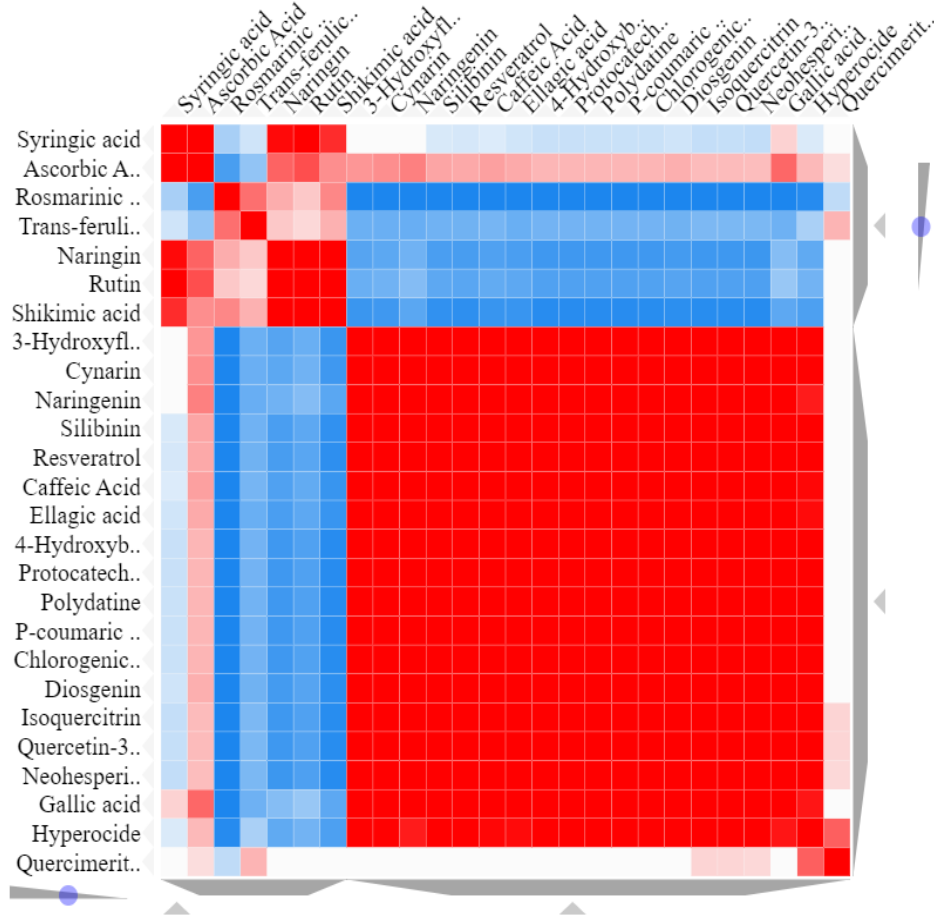 Syringic acid
Ascorbic Acid
Rosmarinic ..
Trans-ferulic..
Naringin
Rutin
Shikimic acid
3-Hydroxyfl..
Cynarin
Naringenin
Silibinin
Resveratrol
Caffeic Acid
Ellagic acid
4-Hydroxyb..
Protocatech..
Polydatine
P-coumaric ..
Chlorogenic..
Diosgenin
Isoquercitrin
Quercetin-3..
Neohesperi..
Gallic acid
Hyperocide
Quercimerit..
Syringic acid
Ascorbic A..
Rosmarinic ..
Trans-feruli..
Naringin
Rutin
Shikimic acid
3-Hydroxyfl..
Cynarin
Naringenin
Silibinin
Resveratrol
Caffeic Acid
Ellagic acid
4-Hydroxyb..
Protocatech..
Polydatine
P-coumaric ..
Chlorogenic..
Diosgenin
Isoquercitrin
Quercetin-3..
Neohesperi..
Gallic acid
Hyperocide
Quercimerit..